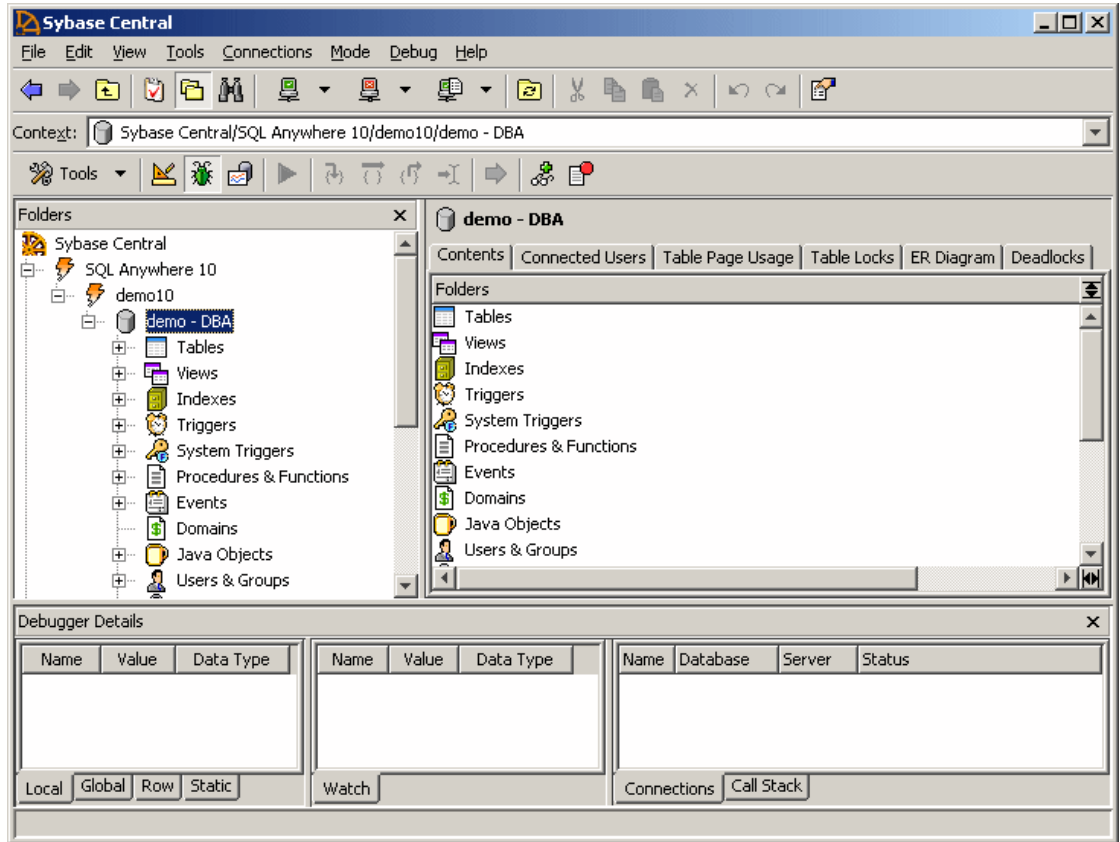 Sybase Central
File Edit View Tools Connections Mode Debug Help
Context: Sybase Central/SQL Anywhere 10/demo10/demo - DBA
Tools
Folders
Sybase Central
SQL Anywhere 10
demo10
demo - DBA
Tables
Views
Indexes
Triggers
System Triggers
Procedures & Functions
Events
Domains
Java Objects
Users & Groups
demo - DBA
Contents Connected Users Table Page Usage Table Locks ER Diagram Deadlocks
Folders
Tables
Views
Indexes
Triggers
System Triggers
Procedures & Functions
Events
Domains
Java Objects
Users & Groups
Debugger Details
Name Value Data Type
Local Global Row Static
Name Value Data Type
Watch
Name Database Server Status
Connections Call Stack